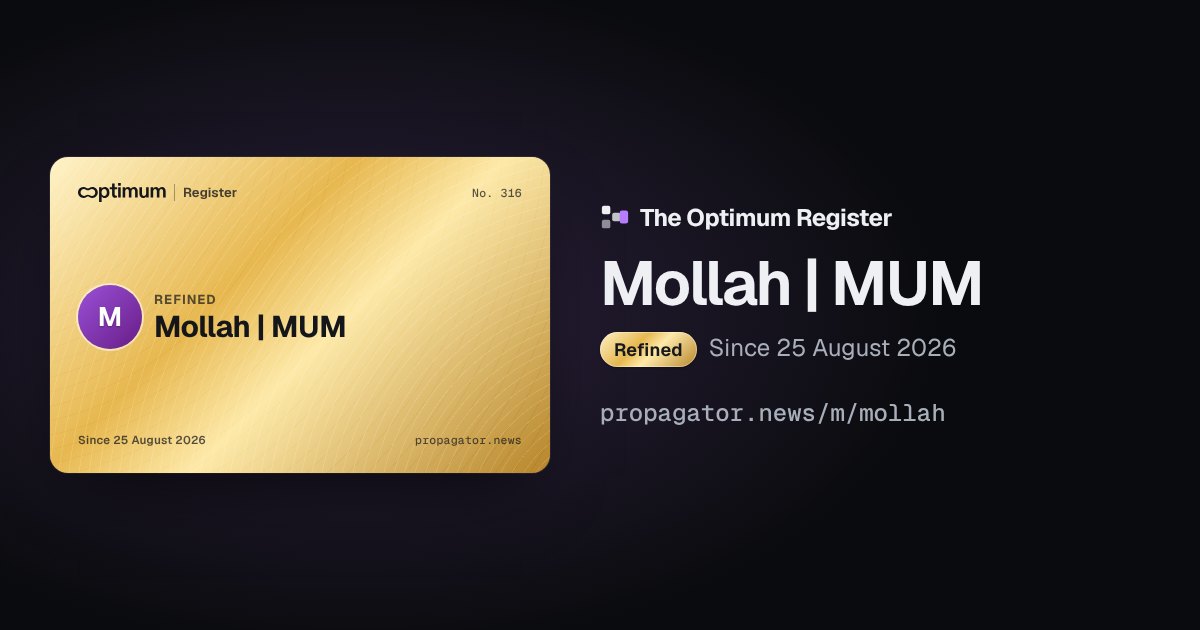 optimum | Register
No. 316
M
REFINED
Mollah | MUM
Since 25 August 2026
propagator.news
The Optimum Register
Mollah | MUM
Refined
Since 25 August 2026
propagator.news/m/mollah